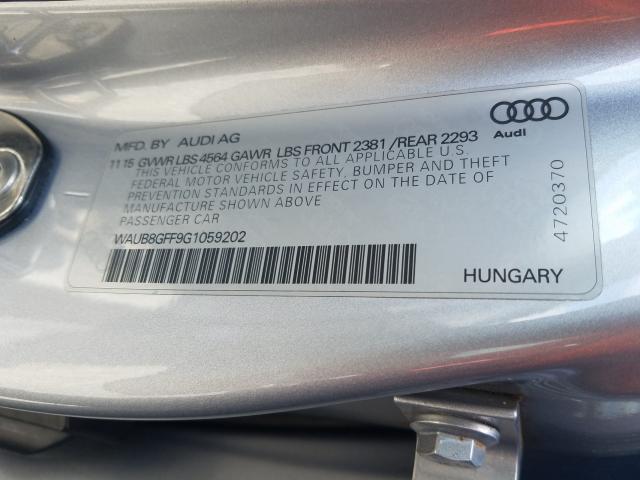 MFD. BY AUDI AG
11 15 GVWR LBS 4564 GAWR LBS FRONT 2381 /REAR 2293
THIS VEHICLE CONFORMS TO ALL APPLICABLE U.S.
FEDERAL MOTOR VEHICLE SAFETY, BUMPER AND THEFT
PREVENTION STANDARDS IN EFFECT ON THE DATE OF
MANUFACTURE SHOWN ABOVE
PASSENGER CAR
WAUB8GFF9G1059202
Audi
4720370
HUNGARY